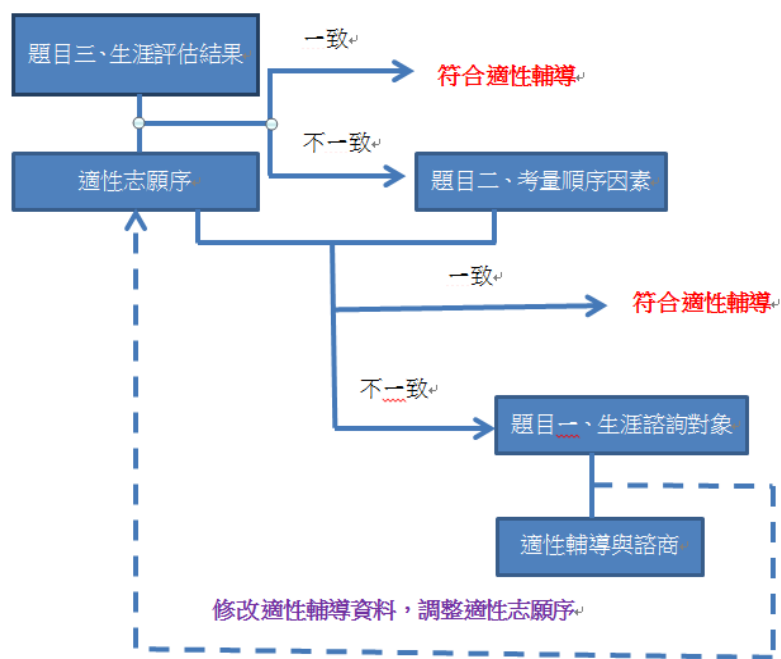 題目三、生涯評估結果
一致
符合適性輔導
不一致
適性志願序
題目二、考量順序因素
一致
符合適性輔導
不一致
題目一、生涯諮詢對象
適性輔導與諮商
修改適性輔導資料，調整適性志願序